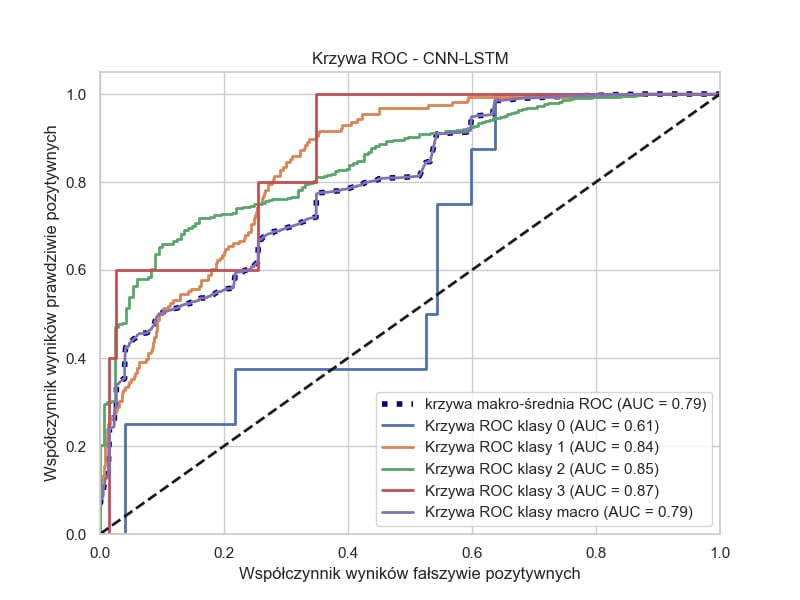 Krzywa ROC - CNN-LSTM
Współczynnik wyników prawdziwie pozytywnych
1.0
0.8
0.6
0.4
0.2
0.0
krzywa makro-średnia ROC (AUC = 0.79)
Krzywa ROC klasy 0 (AUC = 0.61)
Krzywa ROC klasy 1 (AUC = 0.84)
Krzywa ROC klasy 2 (AUC = 0.85)
Krzywa ROC klasy 3 (AUC = 0.87)
Krzywa ROC klasy macro (AUC = 0.79)
0.0 0.2 0.4 0.6 0.8 1.0
Współczynnik wyników fałszywie pozytywnych